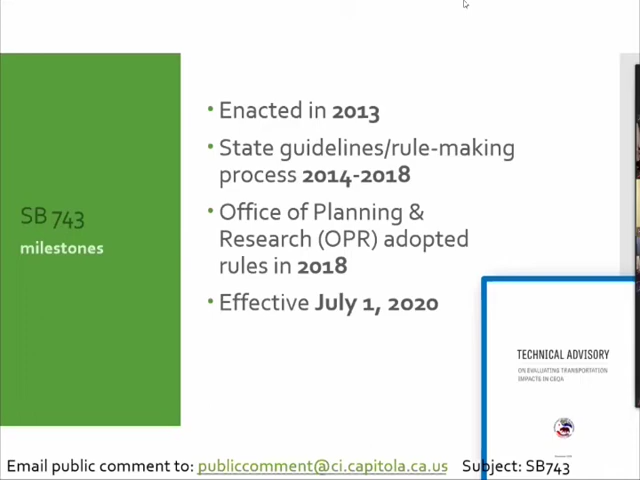 SB 743
milestones
• Enacted in 2013
• State guidelines/rule-making
process 2014-2018
• Office of Planning &
Research (OPR) adopted
rules in 2018
• Effective July 1, 2020
TECHNICAL ADVISORY
ON EVALUATING TRANSPORTATION
IMPACTS IN CEQA
Email public comment to: publiccomment@ci.capitola.ca.us Subject: SB743